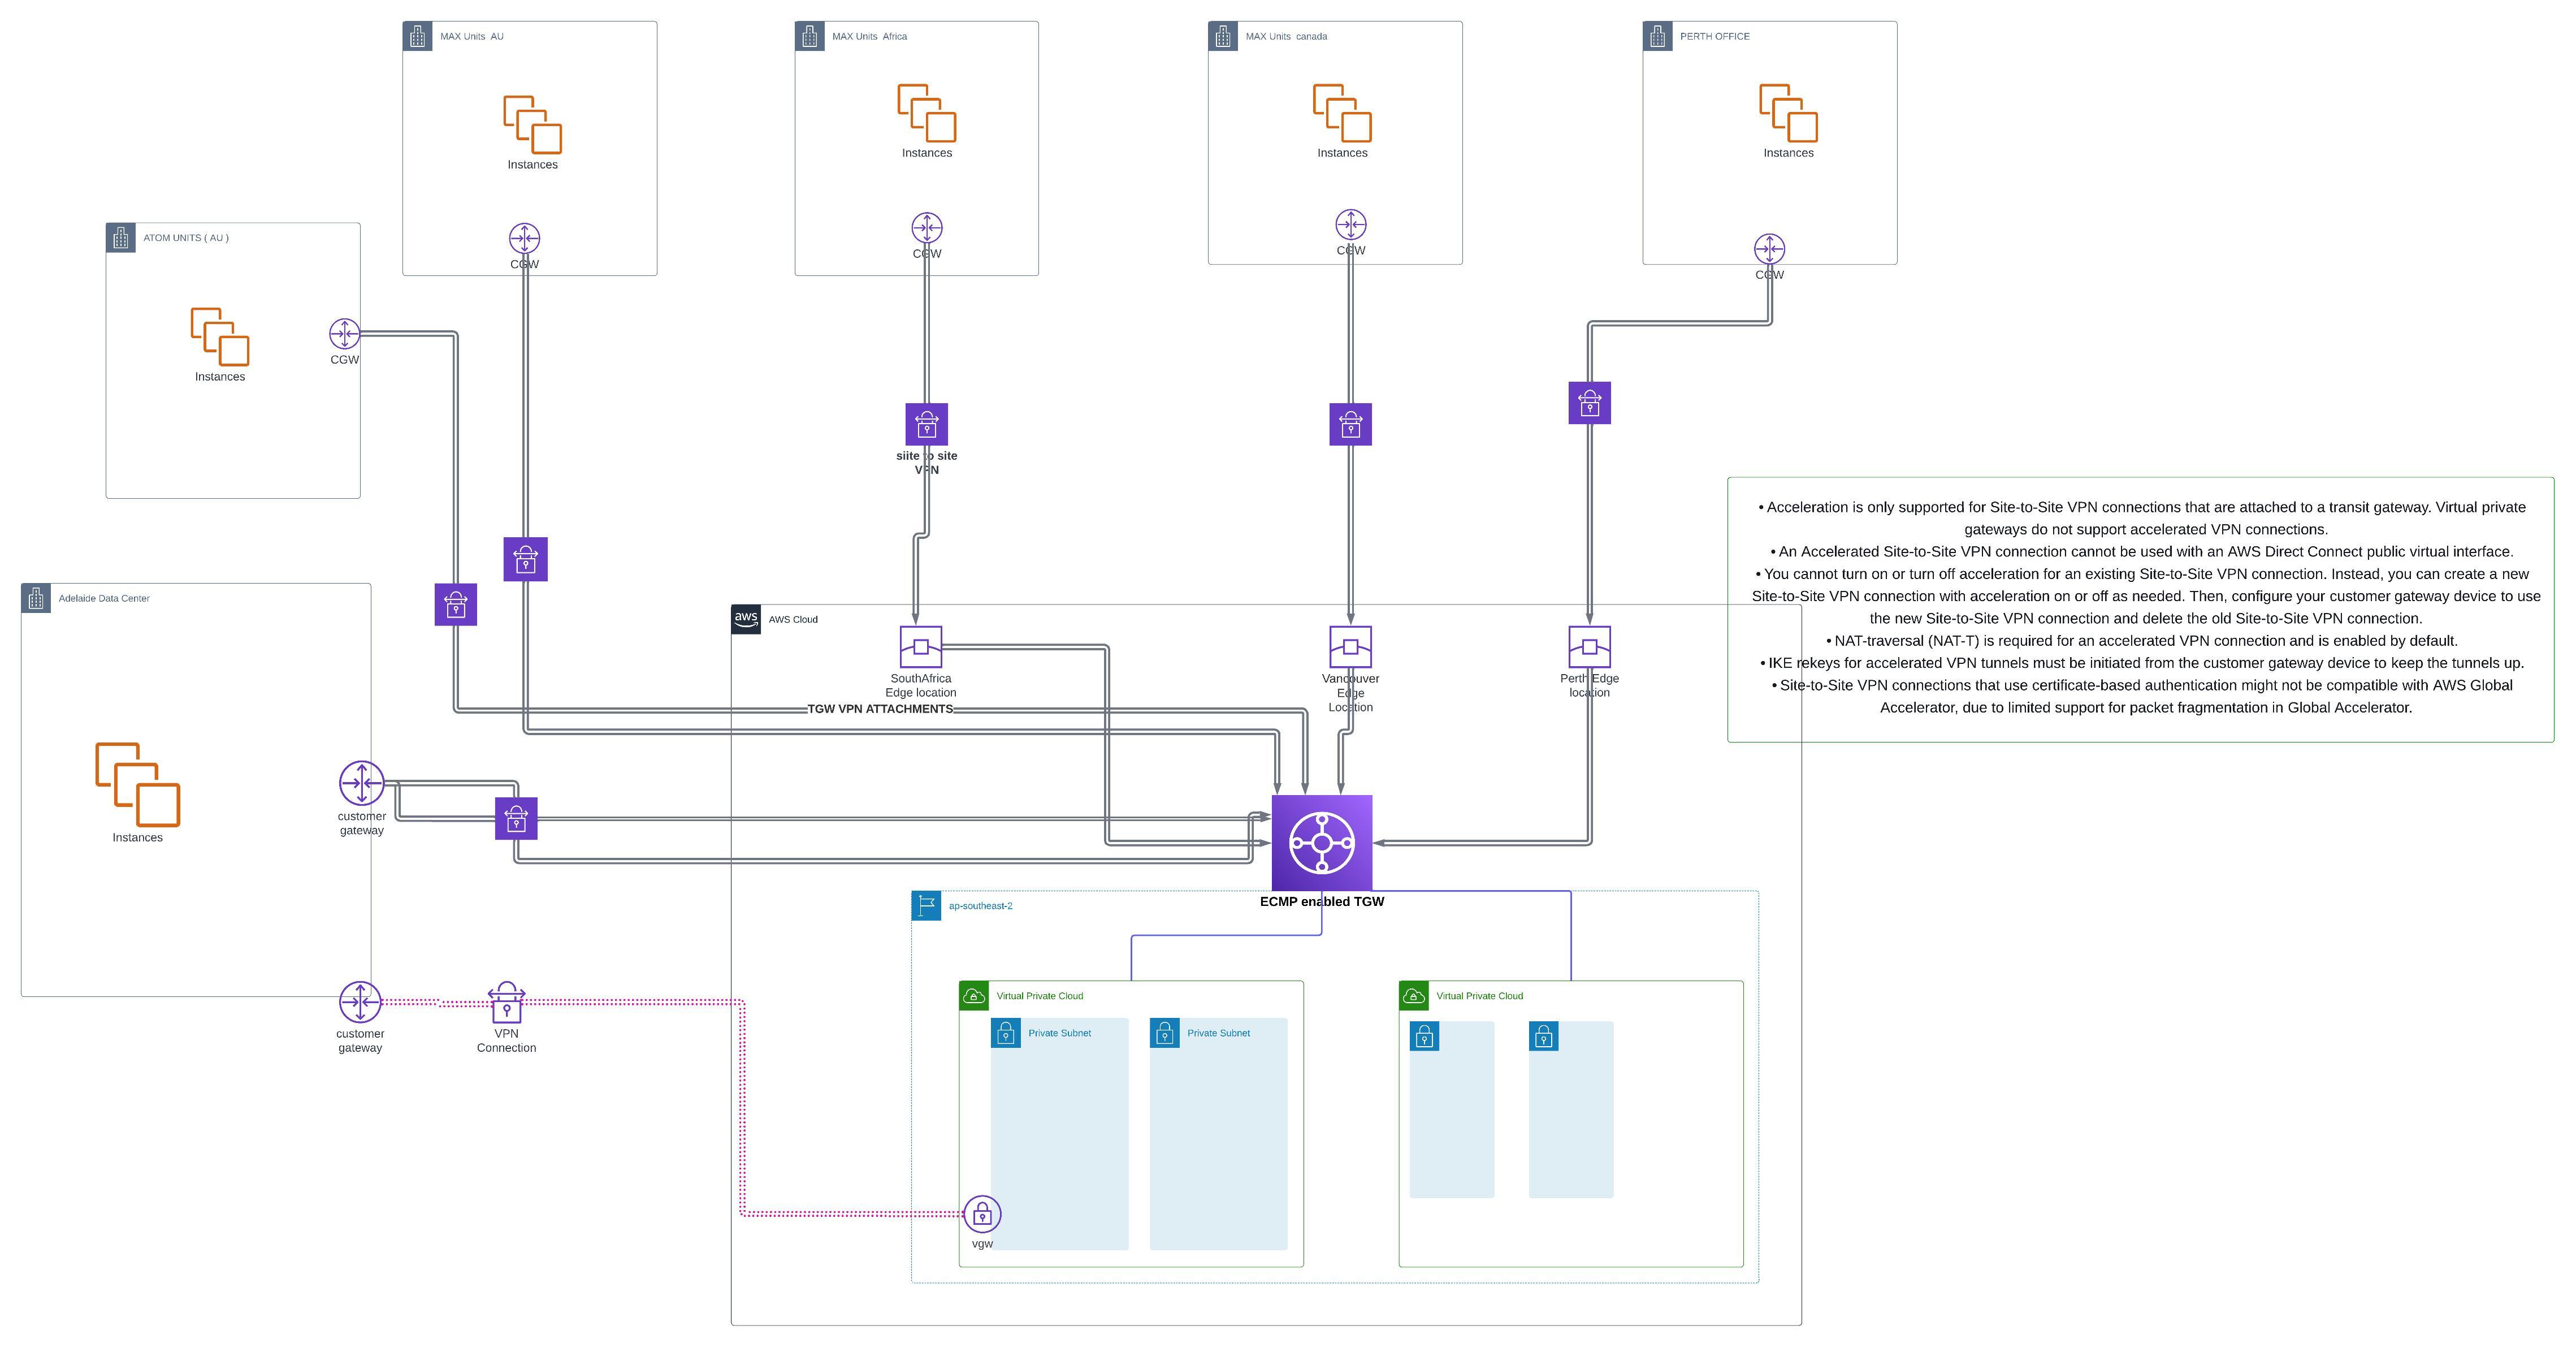 MAX Units AU
MAX Units Africa
MAX Units canada
PERTH OFFICE
Instances
Instances
Instances
Instances
CGW
CGW
CGW
CGW
ATOM UNITS ( AU )
Instances
CGW
siite to site
VPN
• Acceleration is only supported for Site-to-Site VPN connections that are attached to a transit gateway. Virtual private
gateways do not support accelerated VPN connections.
• An Accelerated Site-to-Site VPN connection cannot be used with an AWS Direct Connect public virtual interface.
• You cannot turn on or turn off acceleration for an existing Site-to-Site VPN connection. Instead, you can create a new
Site-to-Site VPN connection with acceleration on or off as needed. Then, configure your customer gateway device to use
the new Site-to-Site VPN connection and delete the old Site-to-Site VPN connection.
• NAT-traversal (NAT-T) is required for an accelerated VPN connection and is enabled by default.
• IKE rekeys for accelerated VPN tunnels must be initiated from the customer gateway device to keep the tunnels up.
• Site-to-Site VPN connections that use certificate-based authentication might not be compatible with AWS Global
Accelerator, due to limited support for packet fragmentation in Global Accelerator.
Adelaide Data Center
aws
AWS Cloud
SouthAfrica
Edge location
Vancouver
Edge
Location
Perth Edge
location
TGW VPN ATTACHMENTS
Instances
customer
gateway
ECMP enabled TGW
ap-southeast-2
customer
gateway
VPN
Connection
Virtual Private Cloud
Private Subnet
Private Subnet
Virtual Private Cloud
vgw